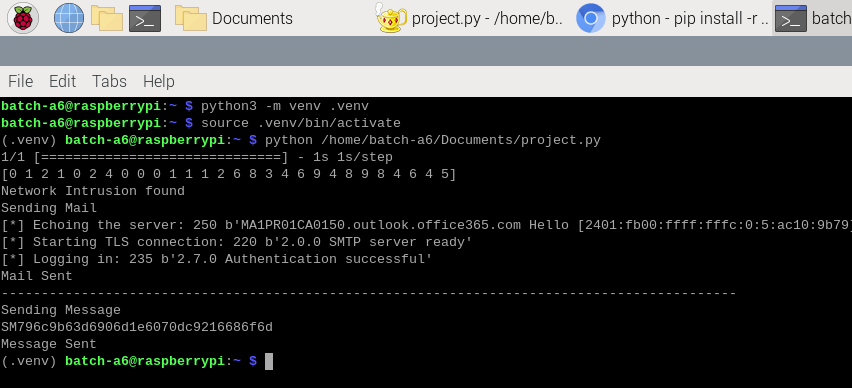 Documents project.py - /home/b.. python - pip install -r .. batch
File Edit Tabs Help
batch-a6@raspberrypi:~ $ python3 -m venv .venv
batch-a6@raspberrypi:~ $ source .venv/bin/activate
(.venv) batch-a6@raspberrypi:~ $ python /home/batch-a6/Documents/project.py
1/1 [==============================] - 1s 1s/step
[0 1 2 1 0 2 4 0 0 0 1 1 1 2 6 8 3 4 6 9 4 8 9 8 4 6 4 5]
Network Intrusion found
Sending Mail
[*] Echoing the server: 250 b'MA1PR01CA0150.outlook.office365.com Hello [2401:fb00:ffff:fffc:0:5:ac10:9b79]
[*] Starting TLS connection: 220 b'2.0.0 SMTP server ready'
[*] Logging in: 235 b'2.7.0 Authentication successful'
Mail Sent
--------------------------------------------------------------------------------------------
Sending Message
SM796c9b63d6906d1e6070dc9216686f6d
Message Sent
(.venv) batch-a6@raspberrypi:~ $